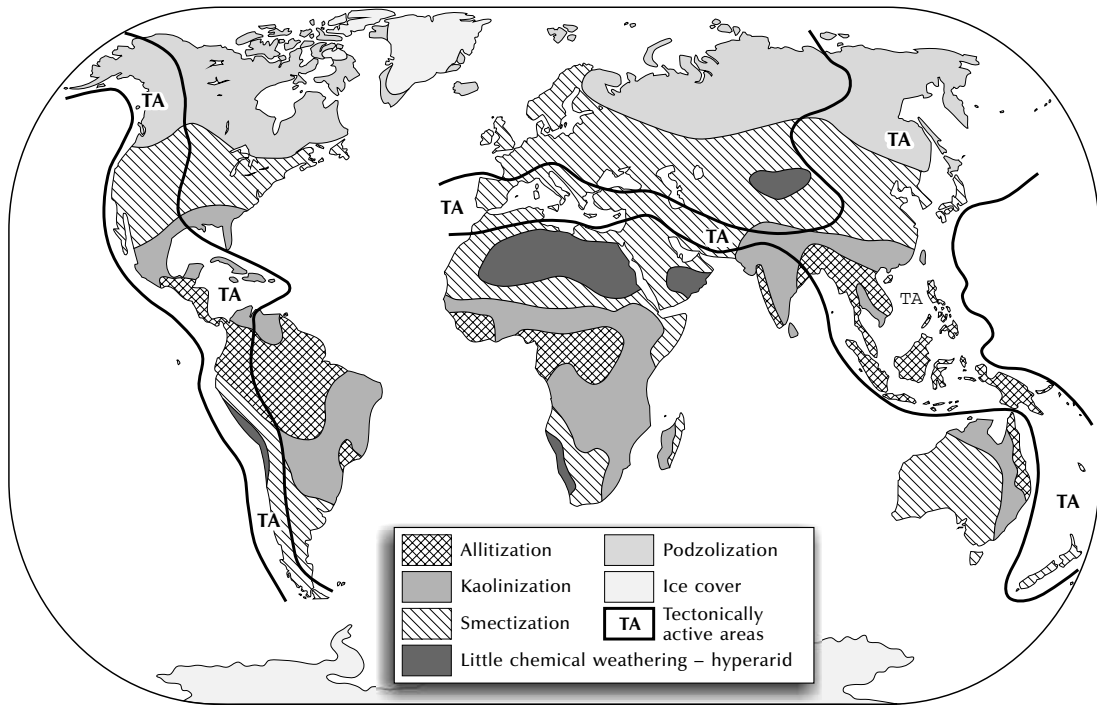 TA
TA
TA
TA
TA
TA
TA
TA
Allitization
Podzolization
Kaolinization
Ice cover
Smectization
TA
Tectonically
active areas
Little chemical weathering – hyperarid